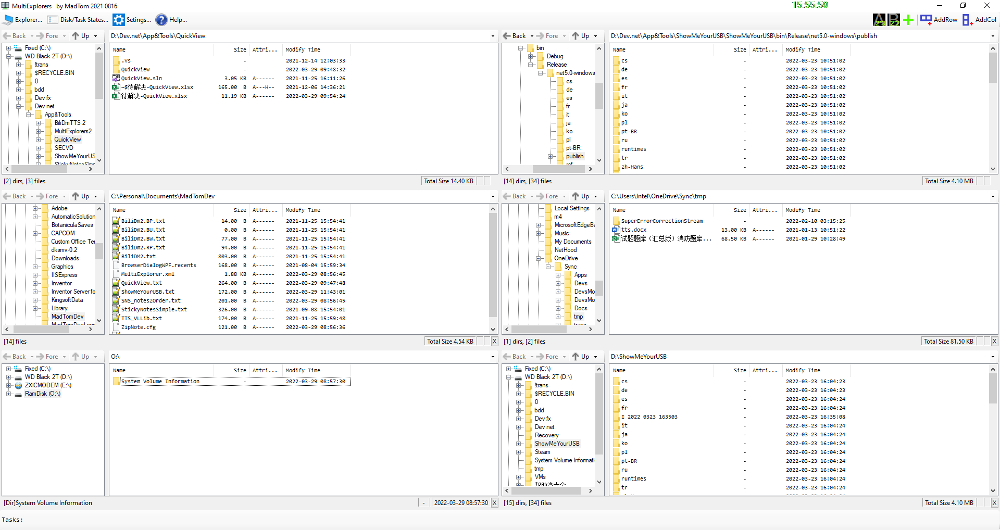 MultiExplorers by MadTom 2021 0816
15:55:59
Explorer... Disk/Task States... Setings... Help...
AddRow AddCol
Back Fore Up D:\Dev.net\App&Tools\QuickView
Fixed (C:\)
WD Black 2T (D:\)
!trans
$RECYCLE.BIN
0
bdd
Dev.fx
Dev.net
App&Tools
BiliDmTTS 2
MultiExplorers2
QuickView
SECVD
ShowMeYourUS
Name Size Attri... Modify Time
.vs - 2021-12-14 12:03:33
QuickView - 2022-03-29 09:48:32
QuickView.sln 3.05 KB A------ 2021-11-25 16:11:26
~$待解决-QuickView.xlsx 165.00 B A---H-- 2021-12-06 14:36:21
待解决-QuickView.xlsx 11.19 KB A------ 2022-03-29 09:54:24
[2] dirs, [3] files Total Size 14.40 KB
Back Fore Up D:\Dev.net\App&Tools\ShowMeYourUSB\ShowMeYourUSB\bin\Release\net5.0-windows\publish
bin
Debug
Release
net5.0-windows
cs
de
es
fr
it
ja
ko
pl
pt-BR
publish
ref
Name Size Attri... Modify Time
cs - 2022-03-23 10:51:02
de - 2022-03-23 10:51:02
es - 2022-03-23 10:51:02
fr - 2022-03-23 10:51:02
it - 2022-03-23 10:51:02
ja - 2022-03-23 10:51:02
ko - 2022-03-23 10:51:02
pl - 2022-03-23 10:51:02
pt-BR - 2022-03-23 10:51:02
ru - 2022-03-23 10:51:02
runtimes - 2022-03-23 10:51:02
tr - 2022-03-23 10:51:02
zh-Hans - 2022-03-23 10:51:02
[14] dirs, [34] files Total Size 4.10 MB
Back Fore Up C:\Personal\Documents\MadTomDev
Adobe
AutomaticSolution
BotaniculaSaves
CAPCOM
Custom Office Te
dksmv-0.2
Downloads
Graphics
IISExpress
Inventor
Inventor Server fo
KingsoftData
Library
MadTomDev
Name Size Attri... Modify Time
BiliDm2.BP.txt 14.00 B A------ 2021-11-25 15:54:41
BiliDm2.BU.txt 0.00 B A------ 2021-11-25 15:54:41
BiliDm2.BW.txt 77.00 B A------ 2021-11-25 15:54:41
BiliDm2.RP.txt 94.00 B A------ 2021-11-25 15:54:41
BiliDM2.txt 803.00 B A------ 2021-11-25 15:54:41
BrowserDialogWPF.recents 168.00 B A------ 2021-08-04 15:59:34
MultiExplorer.xml 1.88 KB A------ 2022-03-29 08:56:45
QuickView.txt 264.00 B A------ 2022-03-29 09:47:48
ShowMeYourUSB.txt 172.00 B A------ 2022-03-29 11:43:01
SNS_notesZOrder.txt 201.00 B A------ 2022-03-29 08:56:45
StickyNotesSimple.txt 326.00 B A------ 2021-09-08 15:54:01
TTS_VLLib.txt 174.00 B A------ 2021-11-25 15:59:48
ZipNote.cfg 121.00 B A------ 2022-03-29 08:56:36
[14] files Total Size 4.54 KB X
Back Fore Up C:\Users\Intel\OneDrive\Sync\tmp
Local Settings
m4
MicrosoftEdgeBa
Music
My Documents
NetHood
OneDrive
Sync
Apps
Devs
DevsMo
DevsMo
Docs
tmp
Name Size Attri... Modify Time
SuperErrorCorrectionStream - 2022-02-10 03:15:25
tts.docx 13.00 KB A------ 2021-01-13 10:51:22
试题题库（汇总版）消防题库... 68.50 KB A------ 2021-01-29 10:28:49
[1] dirs, [2] files Total Size 81.50 KB X
Back Fore Up O:\
Fixed (C:\)
WD Black 2T (D:\)
ZXICMODEM (E:\)
RamDisk (O:\)
Name Size Attri... Modify Time
System Volume Information - 2022-03-29 08:57:30
[Dir]System Volume Information - 2022-03-29 08:57:30 X
Back Fore Up D:\ShowMeYourUSB
Fixed (C:\)
WD Black 2T (D:\)
!trans
$RECYCLE.BIN
0
bdd
Dev.fx
Dev.net
Recovery
ShowMeYourUSB
Steam
System Volume Informati
tmp
VMs
Name Size Attri... Modify Time
cs - 2022-03-23 16:04:23
de - 2022-03-23 16:04:23
es - 2022-03-23 16:04:24
fr - 2022-03-23 16:04:24
I 2022 0323 163503 - 2022-03-23 16:35:08
it - 2022-03-23 16:04:24
ja - 2022-03-23 16:04:24
ko - 2022-03-23 16:04:24
pl - 2022-03-23 16:04:24
pt-BR - 2022-03-23 16:04:24
ru - 2022-03-23 16:04:24
runtimes - 2022-03-23 16:04:24
tr - 2022-03-23 16:04:24
[15] dirs, [34] files Total Size 4.10 MB X
Tasks: